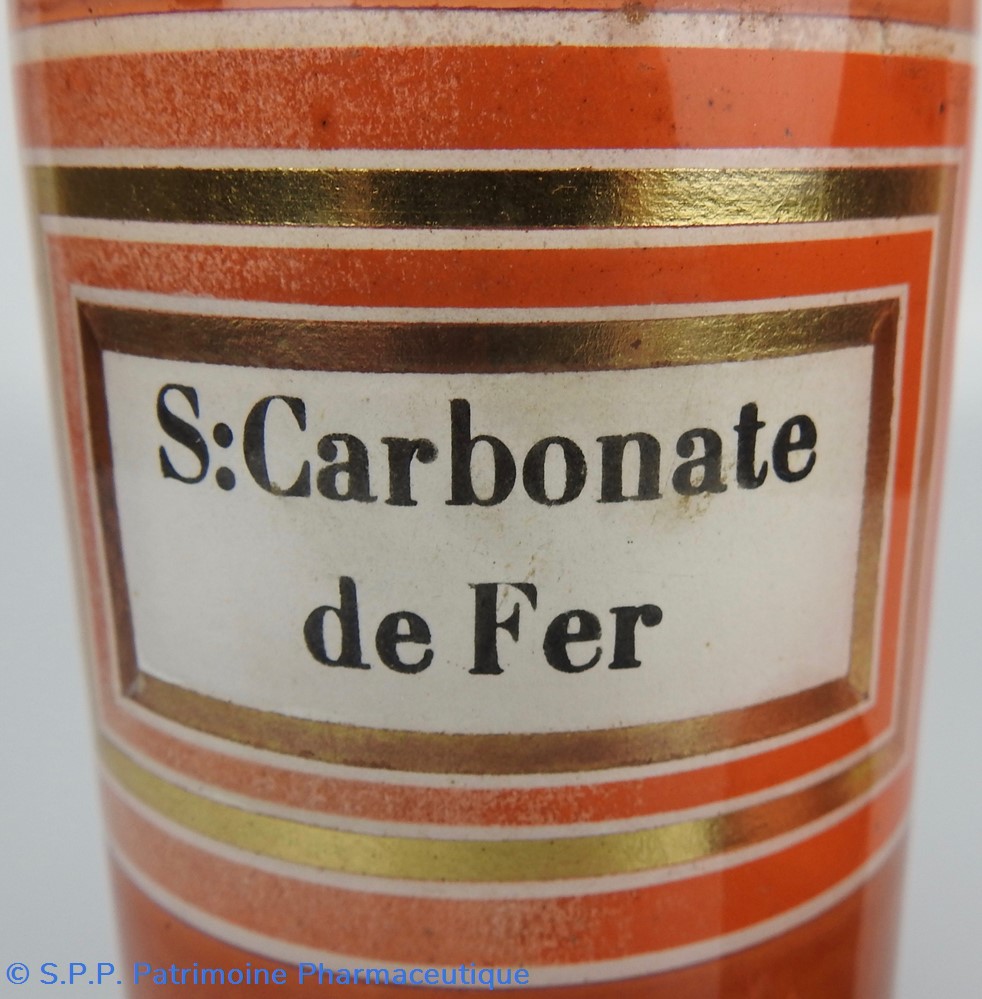 S:Carbonate
de Fer
© S.P.P. Patrimoine Pharmaceutique